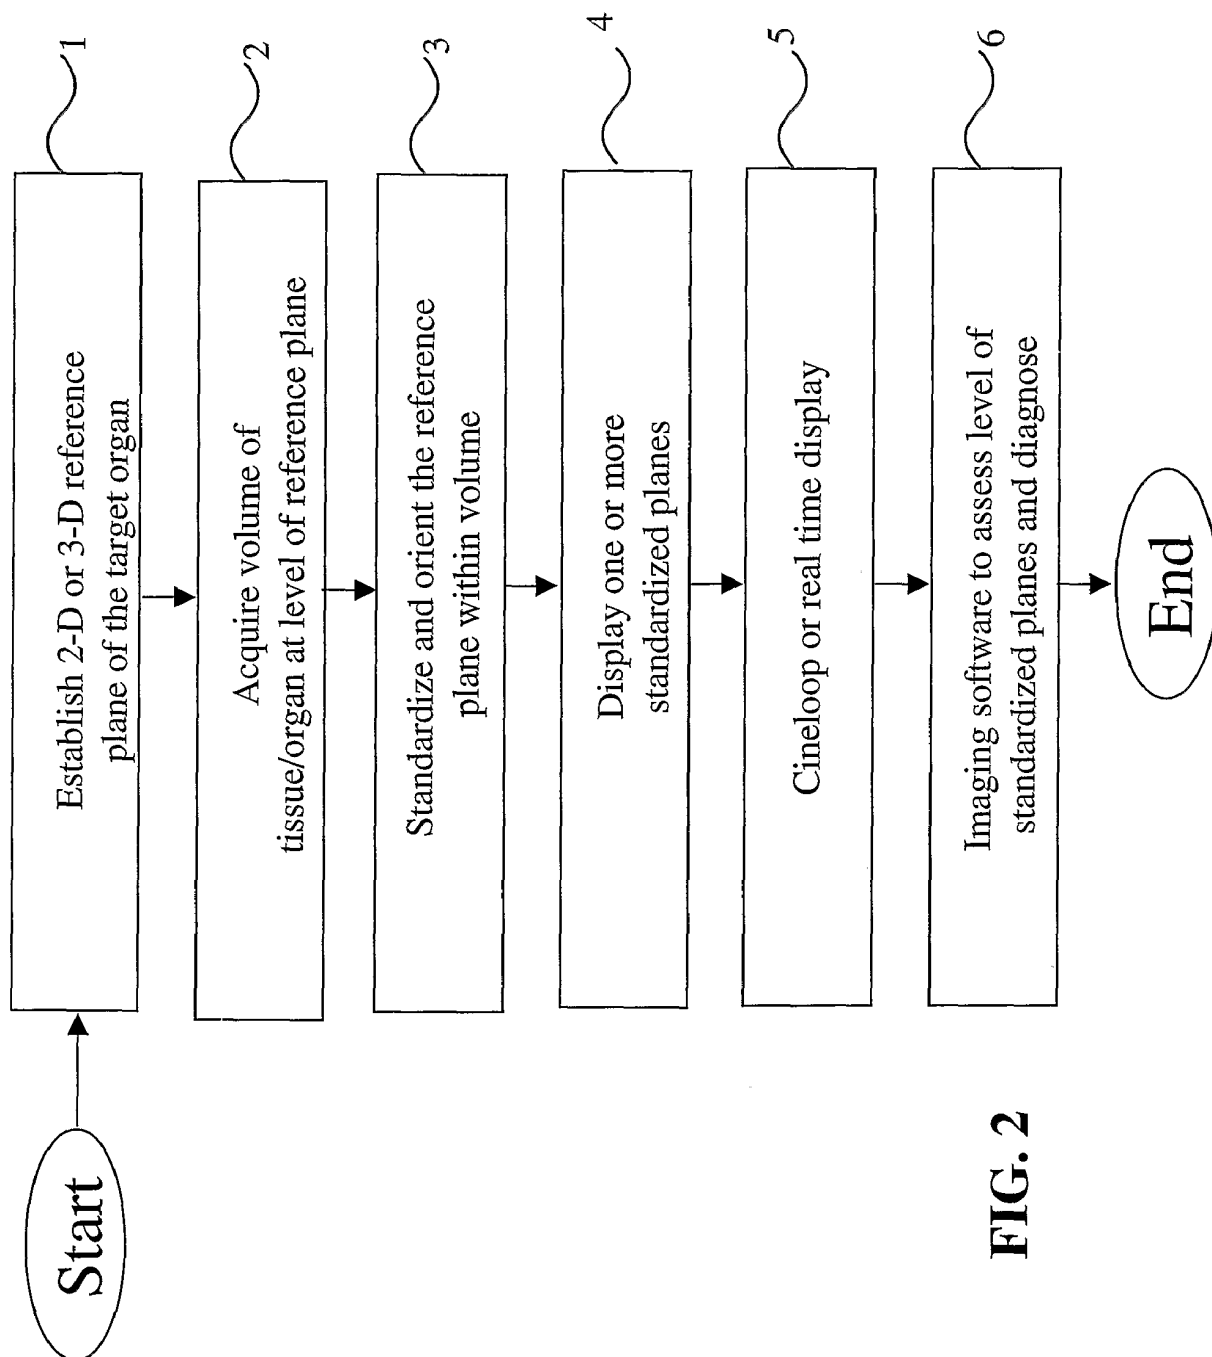 Start
Establish 2-D or 3-D reference
plane of the target organ
1
Acquire volume of
tissue/organ at level of reference plane
2
Standardize and orient the reference
plane within volume
3
Display one or more
standardized planes
4
Cineloop or real time display
5
Imaging software to assess level of
standardized planes and diagnose
6
End
FIG. 2